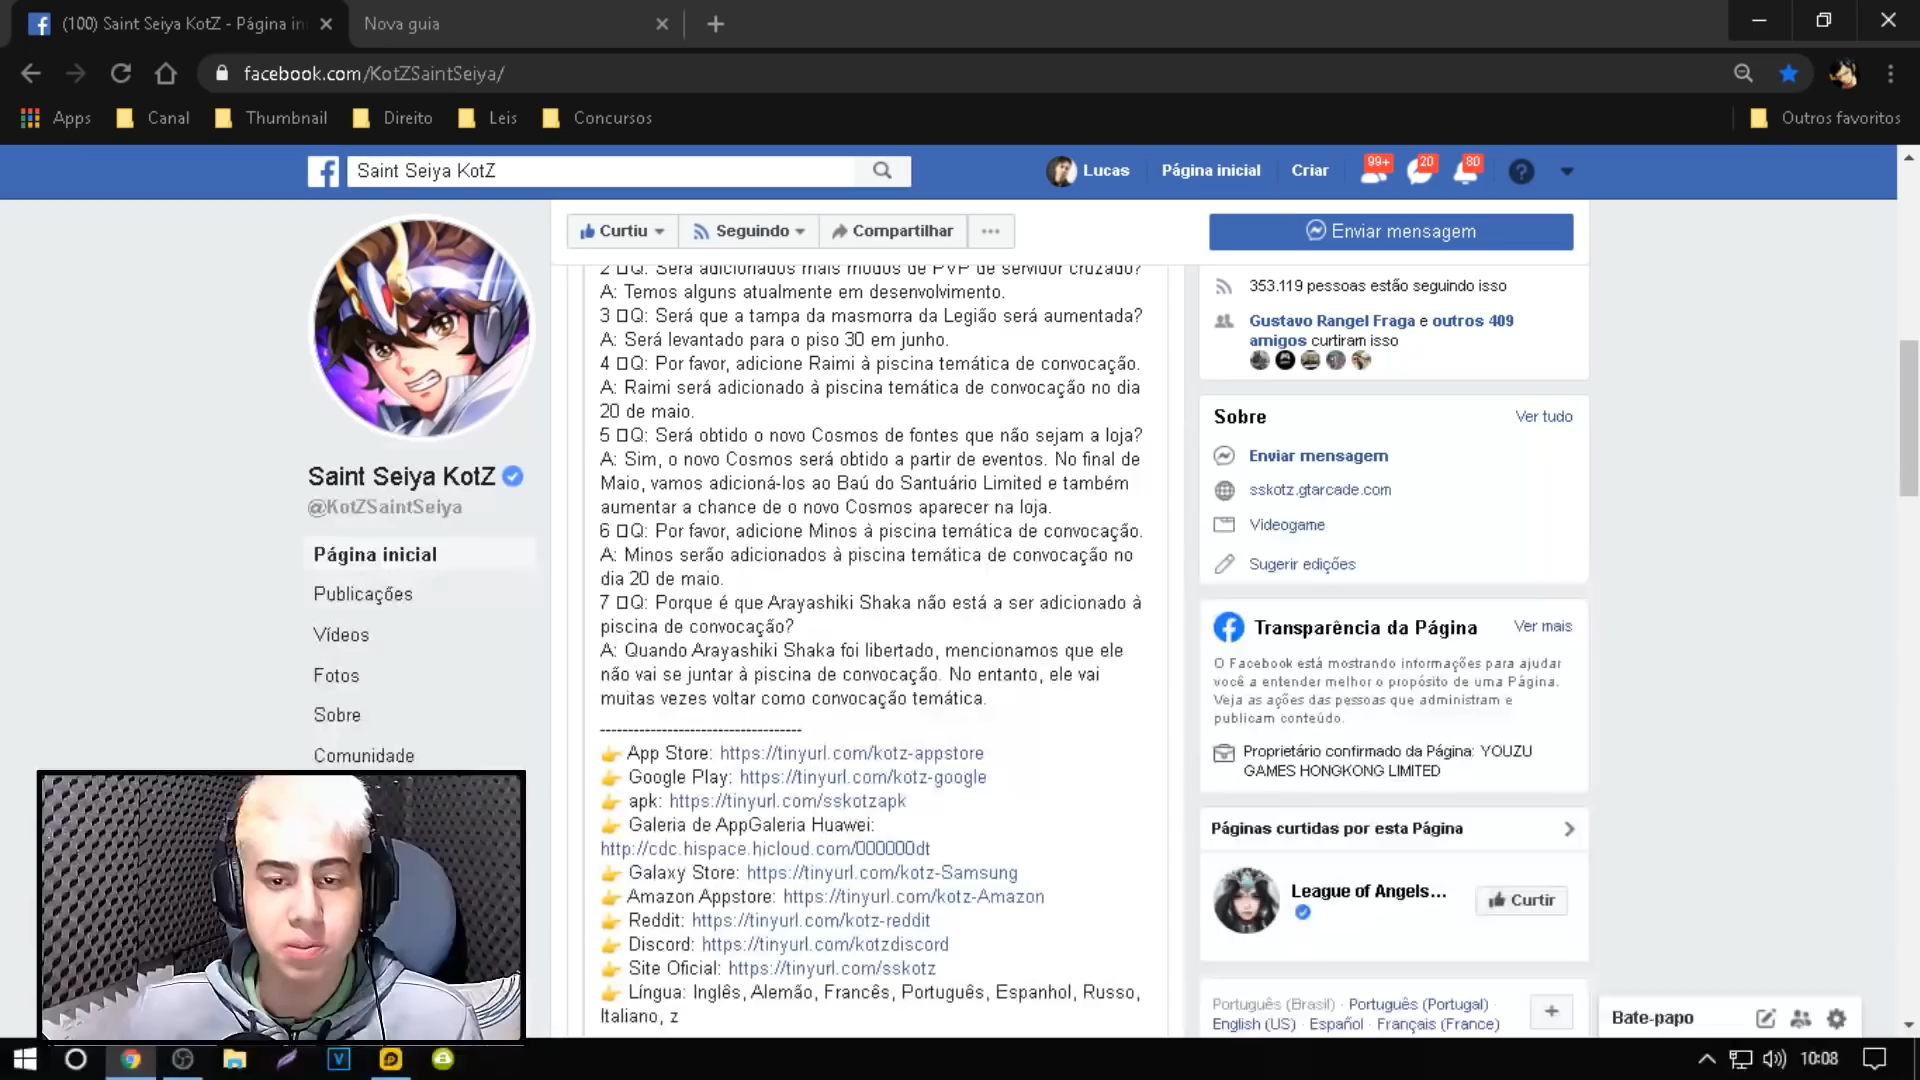 (100) Saint Seiya KotZ - Página in
Nova guia
facebook.com/KotZSaintSeiya/
Apps
Canal
Thumbnail
Direito
Leis
Concursos
Outros favoritos
Saint Seiya KotZ
Lucas
Página inicial
Criar
99+
20
80
Curtiu
Seguindo
Compartilhar
Enviar mensagem
Saint Seiya KotZ
@KotZSaintSeiya
Página inicial
Publicações
Vídeos
Fotos
Sobre
Comunidade
2 □Q: Será adicionados mais modos de PVP de servidor cruzado?
A: Temos alguns atualmente em desenvolvimento.
3 □Q: Será que a tampa da masmorra da Legião será aumentada?
A: Será levantado para o piso 30 em junho.
4 □Q: Por favor, adicione Raimi à piscina temática de convocação.
A: Raimi será adicionado à piscina temática de convocação no dia
20 de maio.
5 □Q: Será obtido o novo Cosmos de fontes que não sejam a loja?
A: Sim, o novo Cosmos será obtido a partir de eventos. No final de
Maio, vamos adicioná-los ao Baú do Santuário Limited e também
aumentar a chance de o novo Cosmos aparecer na loja.
6 □Q: Por favor, adicione Minos à piscina temática de convocação.
A: Minos serão adicionados à piscina temática de convocação no
dia 20 de maio.
7 □Q: Porque é que Arayashiki Shaka não está a ser adicionado à
piscina de convocação?
A: Quando Arayashiki Shaka foi libertado, mencionamos que ele
não vai se juntar à piscina de convocação. No entanto, ele vai
muitas vezes voltar como convocação temática.
------------------------------------
👉 App Store: https://tinyurl.com/kotz-appstore
👉 Google Play: https://tinyurl.com/kotz-google
👉 apk: https://tinyurl.com/sskotzapk
👉 Galeria de AppGaleria Huawei:
http://cdc.hispace.hicloud.com/000000dt
👉 Galaxy Store: https://tinyurl.com/kotz-Samsung
👉 Amazon Appstore: https://tinyurl.com/kotz-Amazon
👉 Reddit: https://tinyurl.com/kotz-reddit
👉 Discord: https://tinyurl.com/kotzdiscord
👉 Site Oficial: https://tinyurl.com/sskotz
👉 Língua: Inglês, Alemão, Francês, Português, Espanhol, Russo,
Italiano, z
353.119 pessoas estão seguindo isso
Gustavo Rangel Fraga e outros 409
amigos curtiram isso
Sobre
Ver tudo
Enviar mensagem
sskotz.gtarcade.com
Videogame
Sugerir edições
Transparência da Página
Ver mais
O Facebook está mostrando informações para ajudar
você a entender melhor o propósito de uma Página.
Veja as ações das pessoas que administram e
publicam conteúdo.
Proprietário confirmado da Página: YOUZU
GAMES HONGKONG LIMITED
Páginas curtidas por esta Página
League of Angels...
Curtir
Português (Brasil) · Português (Portugal) ·
English (US) · Español · Français (France)
Bate-papo
10:08